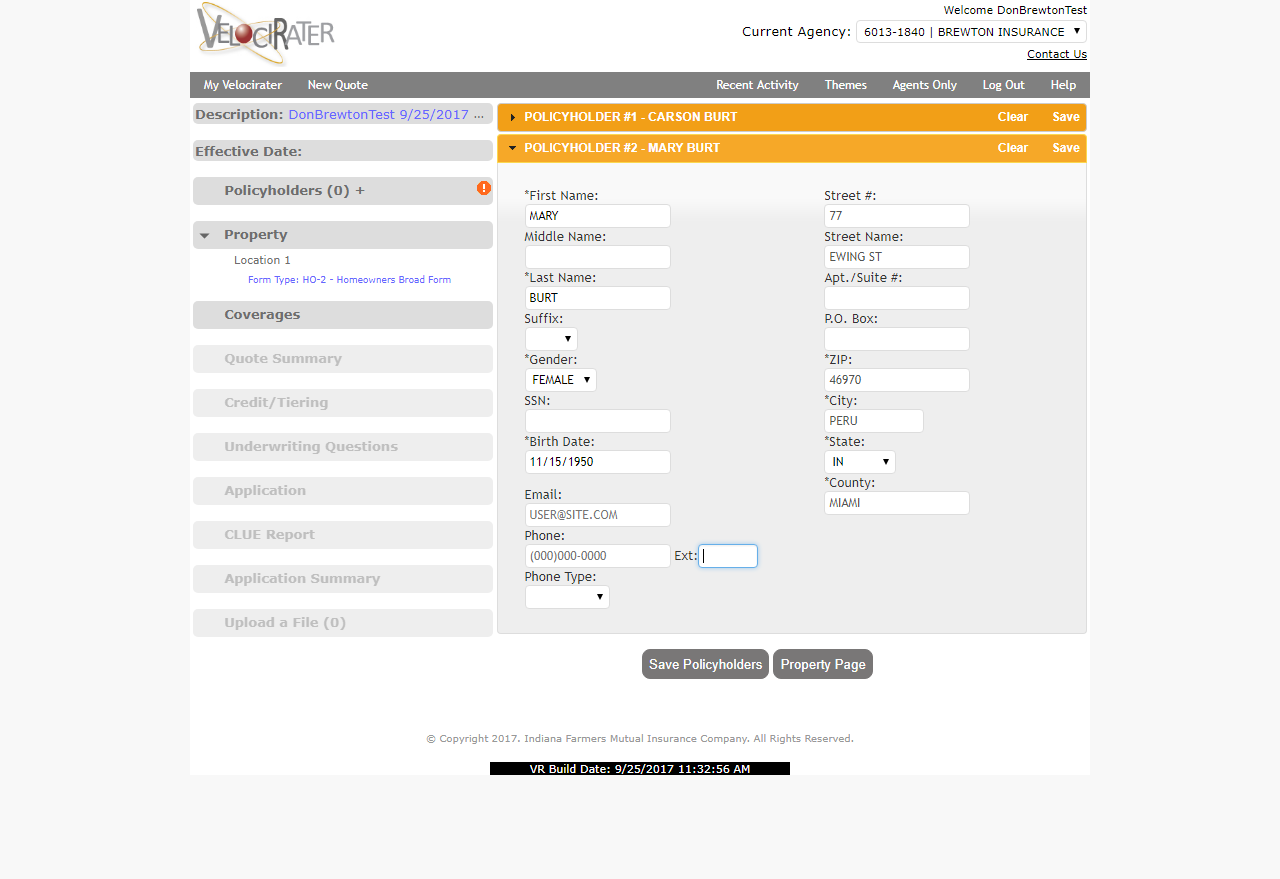 VELOCIRATER
Welcome DonBrewtonTest
Current Agency: 6013-1840 | BREWTON INSURANCE
Contact Us
My Velocirater New Quote Recent Activity Themes Agents Only Log Out Help
Description: DonBrewtonTest 9/25/2017 ...
Effective Date:
Policyholders (0) +
!
Property
Location 1
Form Type: HO-2 - Homeowners Broad Form
Coverages
Quote Summary
Credit/Tiering
Underwriting Questions
Application
CLUE Report
Application Summary
Upload a File (0)
POLICYHOLDER #1 - CARSON BURT Clear Save
POLICYHOLDER #2 - MARY BURT Clear Save
*First Name:
MARY
Middle Name:
*Last Name:
BURT
Suffix:
*Gender:
FEMALE
SSN:
*Birth Date:
11/15/1950
Email:
USER@SITE.COM
Phone:
(000)000-0000 Ext:
Phone Type:
Street #:
77
Street Name:
EWING ST
Apt./Suite #:
P.O. Box:
*ZIP:
46970
*City:
PERU
*State:
IN
*County:
MIAMI
Save Policyholders Property Page
© Copyright 2017. Indiana Farmers Mutual Insurance Company. All Rights Reserved.
VR Build Date: 9/25/2017 11:32:56 AM